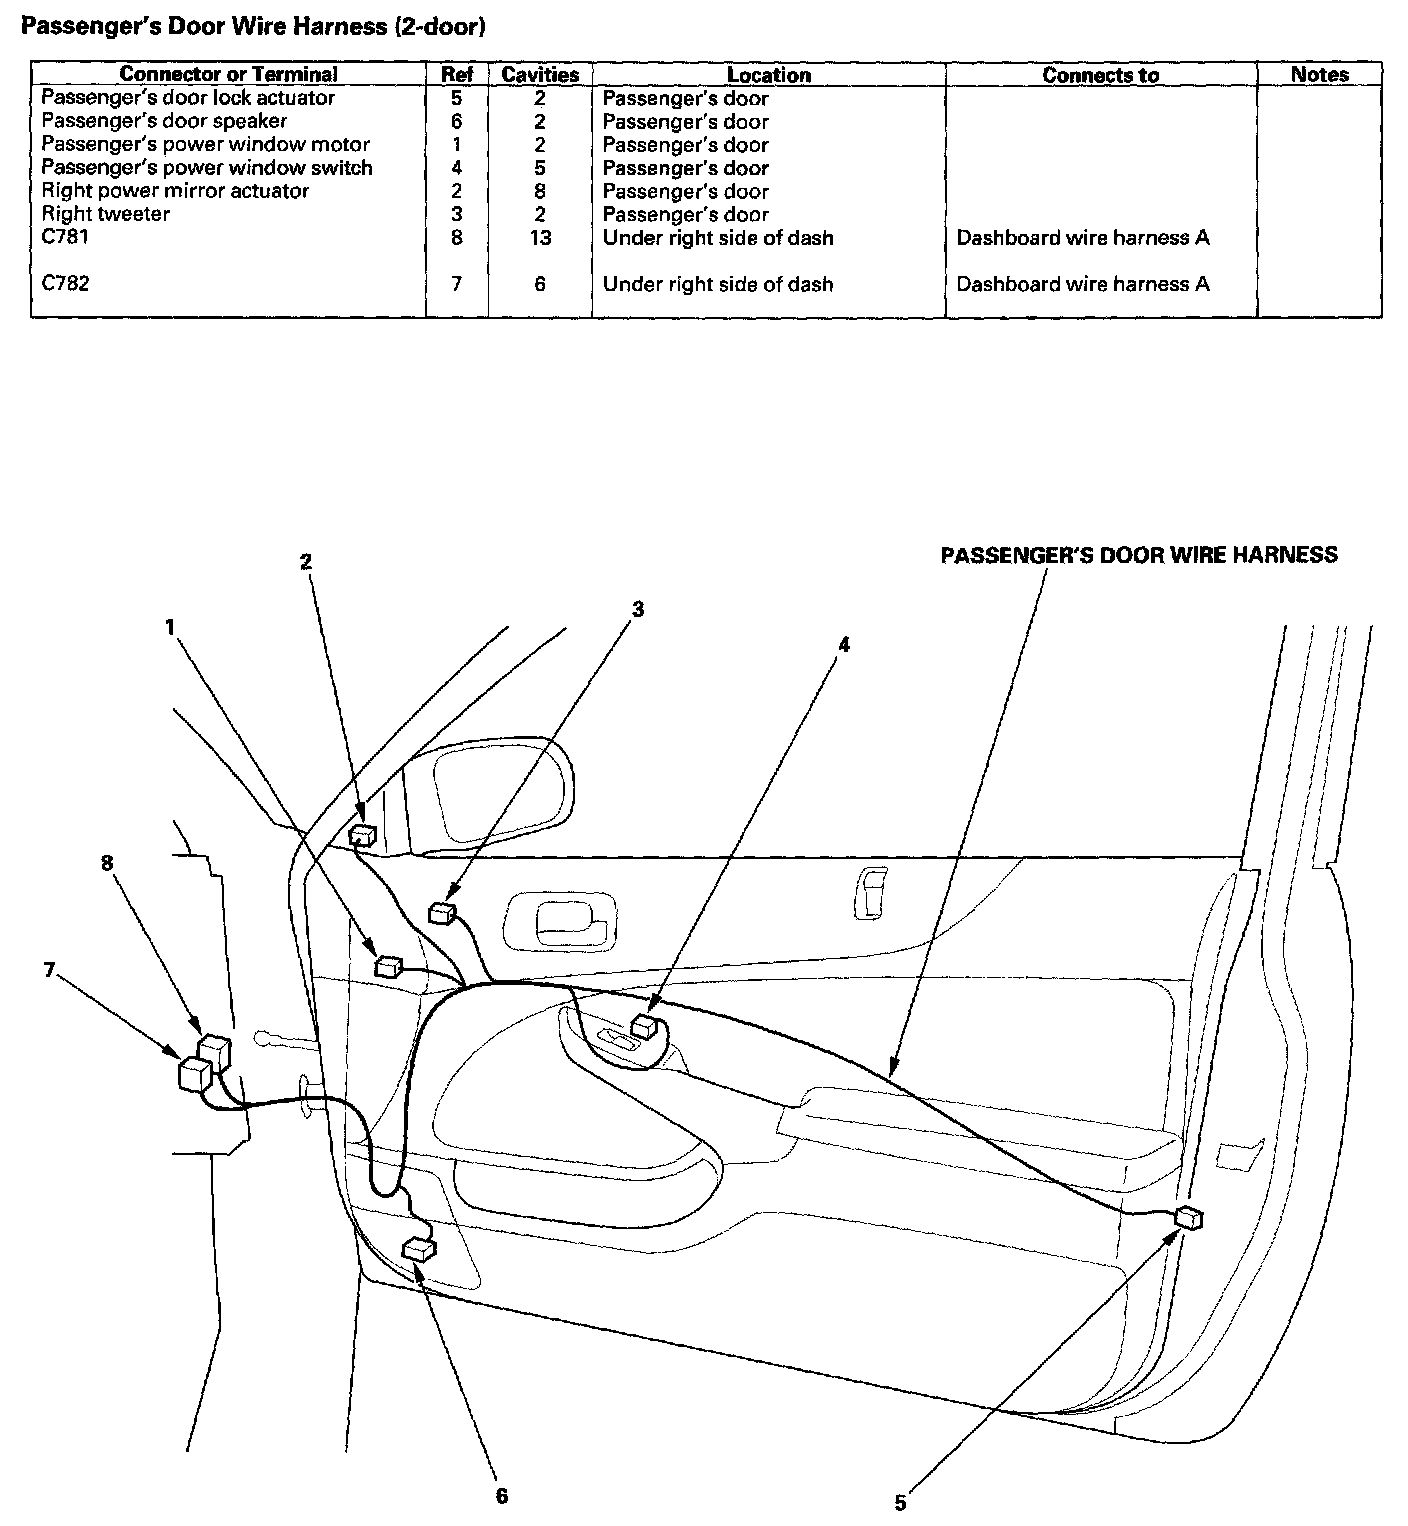 Passenger's Door Wire Harness (2-door)
Connector or Terminal Ref Cavities Location Connects to Notes
Passenger's door lock actuator 5 2 Passenger's door
Passenger's door speaker 6 2 Passenger's door
Passenger's power window motor 1 2 Passenger's door
Passenger's power window switch 4 5 Passenger's door
Right power mirror actuator 2 8 Passenger's door
Right tweeter 3 2 Passenger's door
C781 8 13 Under right side of dash Dashboard wire harness A
C782 7 6 Under right side of dash Dashboard wire harness A
PASSENGER'S DOOR WIRE HARNESS
2
3
1
4
8
7
6
5